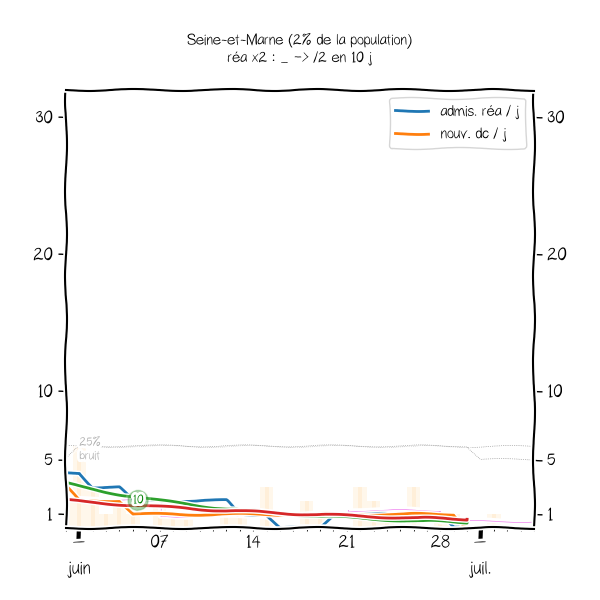 Seine-et-Marne (2% de la population)
réa x2 : _ -> /2 en 10 j
admis. réa / j
nouv. dc / j
30 30
20 20
10 10
25%
bruit
5 5
10
1 1
07 14 21 28
juin juil.